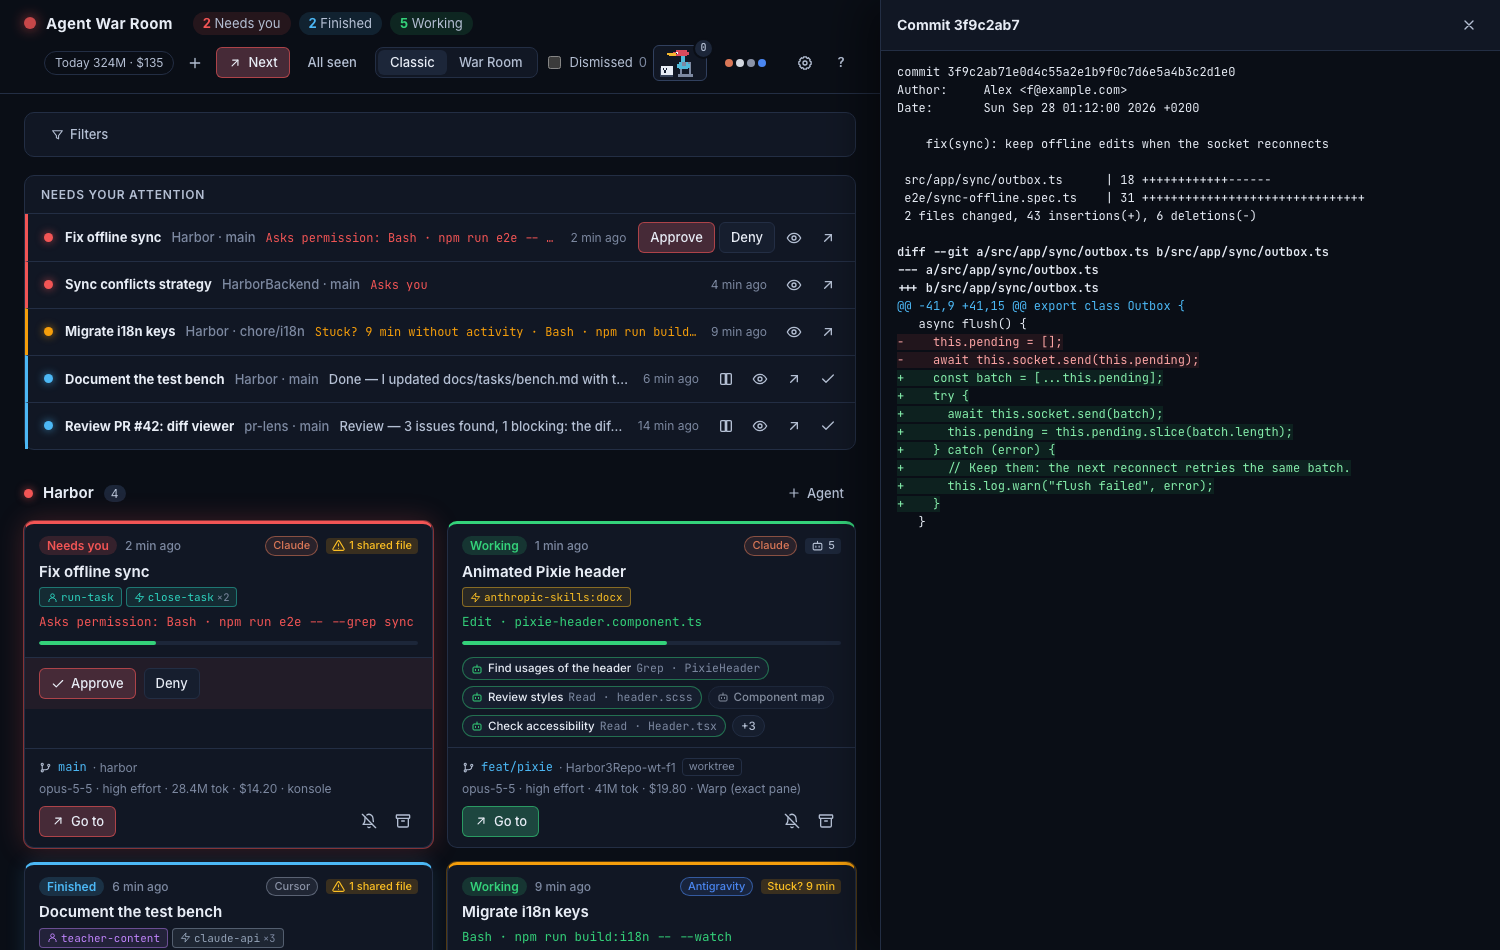 Agent War Room
2 Needs you
2 Finished
5 Working
Today 324M · $135
Next
All seen
Classic
War Room
Dismissed 0
0
?
Filters
NEEDS YOUR ATTENTION
Fix offline sync Harbor · main Asks permission: Bash · npm run e2e -- … 2 min ago Approve Deny
Sync conflicts strategy HarborBackend · main Asks you 4 min ago
Migrate i18n keys Harbor · chore/i18n Stuck? 9 min without activity · Bash · npm run build… 9 min ago
Document the test bench Harbor · main Done — I updated docs/tasks/bench.md with t… 6 min ago
Review PR #42: diff viewer pr-lens · main Review — 3 issues found, 1 blocking: the dif… 14 min ago
Harbor 4
Agent
Needs you 2 min ago Claude 1 shared file
Fix offline sync
run-task close-task ×2
Asks permission: Bash · npm run e2e -- --grep sync
Approve Deny
main · harbor
opus-5-5 · high effort · 28.4M tok · $14.20 · konsole
Go to
Working 1 min ago Claude 5
Animated Pixie header
anthropic-skills:docx
Edit · pixie-header.component.ts
Find usages of the header Grep · PixieHeader
Review styles Read · header.scss Component map
Check accessibility Read · Header.tsx +3
feat/pixie · Harbor3Repo-wt-f1 worktree
opus-5-5 · high effort · 41M tok · $19.80 · Warp (exact pane)
Go to
Finished 6 min ago Cursor 1 shared file
Document the test bench
teacher-content claude-api ×3
Working 9 min ago Antigravity Stuck? 9 min
Migrate i18n keys
Bash · npm run build:i18n -- --watch
Commit 3f9c2ab7
commit 3f9c2ab71e0d4c55a2e1b9f0c7d6e5a4b3c2d1e0
Author: Alex <f@example.com>
Date: Sun Sep 28 01:12:00 2026 +0200
fix(sync): keep offline edits when the socket reconnects
src/app/sync/outbox.ts | 18 ++++++++++++------
e2e/sync-offline.spec.ts | 31 +++++++++++++++++++++++++++++++
2 files changed, 43 insertions(+), 6 deletions(-)
diff --git a/src/app/sync/outbox.ts b/src/app/sync/outbox.ts
--- a/src/app/sync/outbox.ts
+++ b/src/app/sync/outbox.ts
@@ -41,9 +41,15 @@ export class Outbox {
async flush() {
- this.pending = [];
- await this.socket.send(this.pending);
+ const batch = [...this.pending];
+ try {
+ await this.socket.send(batch);
+ this.pending = this.pending.slice(batch.length);
+ } catch (error) {
+ // Keep them: the next reconnect retries the same batch.
+ this.log.warn("flush failed", error);
+ }
}